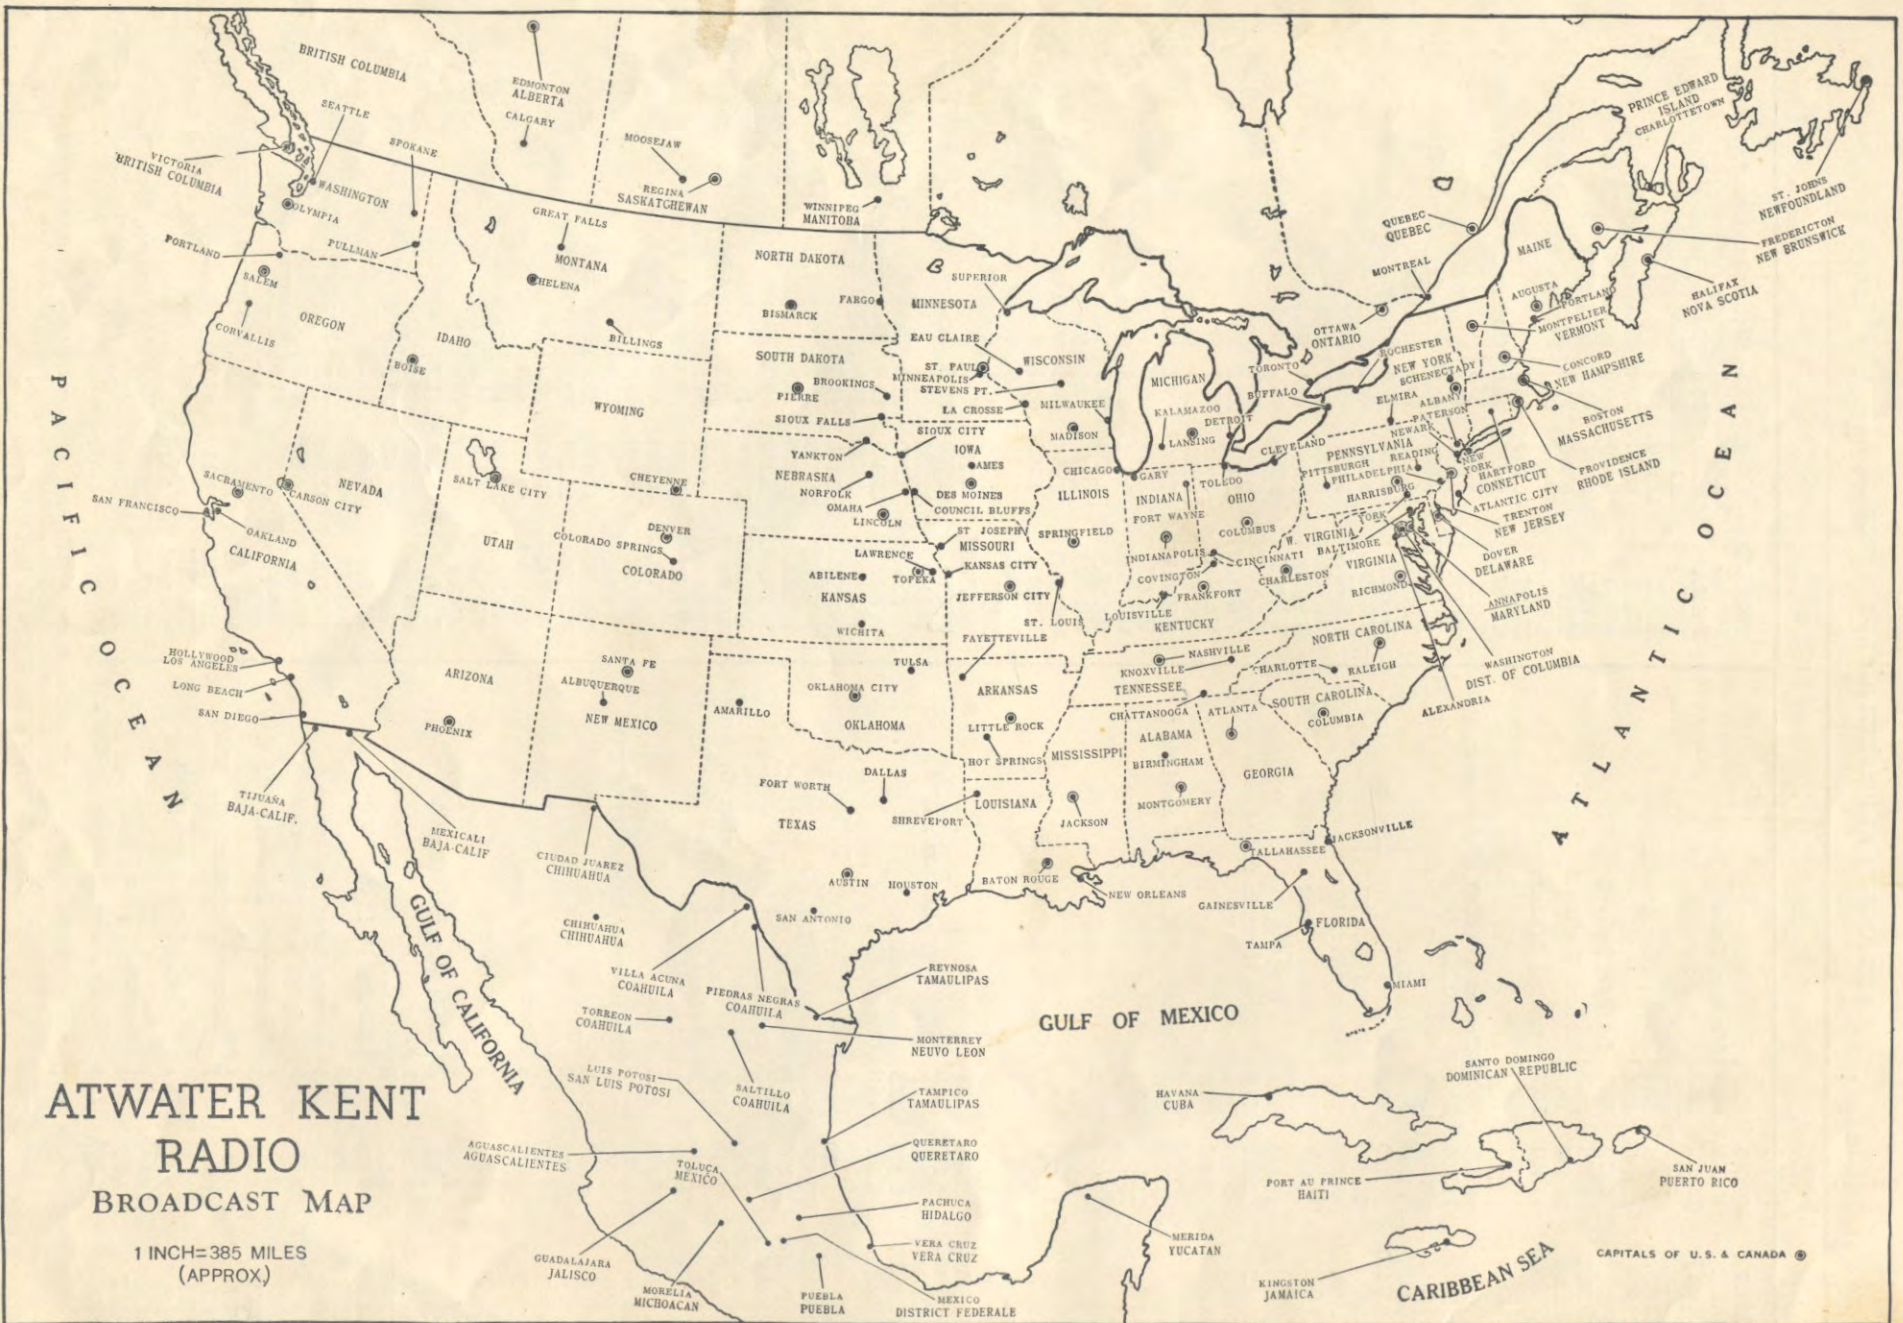 BRITISH COLUMBIA
EDMONTON
ALBERTA
CALGARY
SEATTLE
SPOKANE
VICTORIA
BRITISH COLUMBIA
WASHINGTON
OLYMPIA
PORTLAND
PULLMAN
SALEM
CORVALLIS
OREGON
MOOSEJAW
REGINA
SASKATCHEWAN
WINNIPEG
MANITOBA
GREAT FALLS
MONTANA
HELENA
BILLINGS
IDAHO
BOISE
NORTH DAKOTA
BISMARCK
FARGO
SOUTH DAKOTA
PIERRE
BROOKINGS
SIOUX FALLS
YANKTON
WYOMING
CHEYENNE
NEBRASKA
NORFOLK
OMAHA
LINCOLN
SUPERIOR
MINNESOTA
EAU CLAIRE
ST. PAUL
MINNEAPOLIS
STEVENS PT.
LA CROSSE
WISCONSIN
MILWAUKEE
MADISON
SIOUX CITY
IOWA
AMES
DES MOINES
COUNCIL BLUFFS
CHICAGO
ILLINOIS
SPRINGFIELD
MICHIGAN
KALAMAZOO
DETROIT
LANSING
GARY
INDIANA
FORT WAYNE
INDIANAPOLIS
TOLEDO
OHIO
CLEVELAND
COLUMBUS
CINCINNATI
COVINGTON
FRANKFORT
LOUISVILLE
KENTUCKY
W. VIRGINIA
CHARLESTON
QUEBEC
QUEBEC
MONTREAL
OTTAWA
ONTARIO
TORONTO
BUFFALO
ROCHESTER
NEW YORK
SCHENECTADY
ELMIRA
ALBANY
PATERSON
NEWARK
NEW
YORK
PENNSYLVANIA
READING
PITTSBURGH
PHILADELPHIA
HARRISBURG
YORK
BALTIMORE
VIRGINIA
RICHMOND
MAINE
AUGUSTA
PORTLAND
MONTPELIER
VERMONT
CONCORD
NEW HAMPSHIRE
BOSTON
MASSACHUSETTS
PROVIDENCE
RHODE ISLAND
HARTFORD
CONNETICUT
ATLANTIC CITY
TRENTON
NEW JERSEY
DOVER
DELAWARE
ANNAPOLIS
MARYLAND
WASHINGTON
DIST. OF COLUMBIA
ALEXANDRIA
PRINCE EDWARD
ISLAND
CHARLOTTETOWN
ST. JOHNS
NEWFOUNDLAND
FREDERICTON
NEW BRUNSWICK
HALIFAX
NOVA SCOTIA
PACIFIC OCEAN
ATLANTIC OCEAN
SACRAMENTO
CARSON CITY
NEVADA
SAN FRANCISCO
OAKLAND
CALIFORNIA
SALT LAKE CITY
UTAH
DENVER
COLORADO SPRINGS
COLORADO
LAWRENCE
ABILENE
TOPEKA
KANSAS
WICHITA
ST JOSEPH
MISSOURI
KANSAS CITY
JEFFERSON CITY
ST. LOUIS
FAYETTEVILLE
HOLLYWOOD
LOS ANGELES
LONG BEACH
SAN DIEGO
ARIZONA
PHOENIX
SANTA FE
ALBUQUERQUE
NEW MEXICO
AMARILLO
TULSA
OKLAHOMA CITY
OKLAHOMA
ARKANSAS
LITTLE ROCK
HOT SPRINGS
NASHVILLE
KNOXVILLE
TENNESSEE
CHATTANOOGA
NORTH CAROLINA
CHARLOTTE
RALEIGH
SOUTH CAROLINA
COLUMBIA
ATLANTA
GEORGIA
ALABAMA
BIRMINGHAM
MONTGOMERY
MISSISSIPPI
JACKSON
LOUISIANA
SHREVEPORT
BATON ROUGE
NEW ORLEANS
DALLAS
FORT WORTH
TEXAS
AUSTIN
HOUSTON
SAN ANTONIO
JACKSONVILLE
TALLAHASSEE
GAINESVILLE
FLORIDA
TAMPA
MIAMI
TIJUANA
BAJA-CALIF.
MEXICALI
BAJA-CALIF
CIUDAD JUAREZ
CHIHUAHUA
CHIHUAHUA
CHIHUAHUA
GULF OF CALIFORNIA
VILLA ACUNA
COAHUILA
PIEDRAS NEGRAS
COAHUILA
REYNOSA
TAMAULIPAS
TORREON
COAHUILA
MONTERREY
NEUVO LEON
SALTILLO
COAHUILA
LUIS POTOSI
SAN LUIS POTOSI
TAMPICO
TAMAULIPAS
AGUASCALIENTES
AGUASCALIENTES
TOLUCA
MEXICO
QUERETARO
QUERETARO
PACHUCA
HIDALGO
GUADALAJARA
JALISCO
VERA CRUZ
VERA CRUZ
MORELIA
MICHOACAN
PUEBLA
PUEBLA
MEXICO
DISTRICT FEDERALE
MERIDA
YUCATAN
GULF OF MEXICO
HAVANA
CUBA
SANTO DOMINGO
DOMINICAN REPUBLIC
PORT AU PRINCE
HAITI
SAN JUAN
PUERTO RICO
KINGSTON
JAMAICA
CARIBBEAN SEA
CAPITALS OF U.S. & CANADA
ATWATER KENT
RADIO
BROADCAST MAP
1 INCH=385 MILES
(APPROX.)